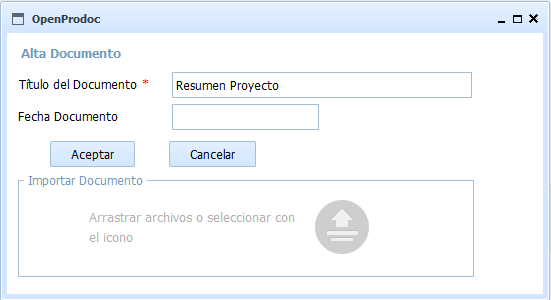 OpenProdoc
Alta Documento
Título del Documento * Resumen Proyecto
Fecha Documento
Aceptar Cancelar
Importar Documento
Arrastrar archivos o seleccionar con
el icono